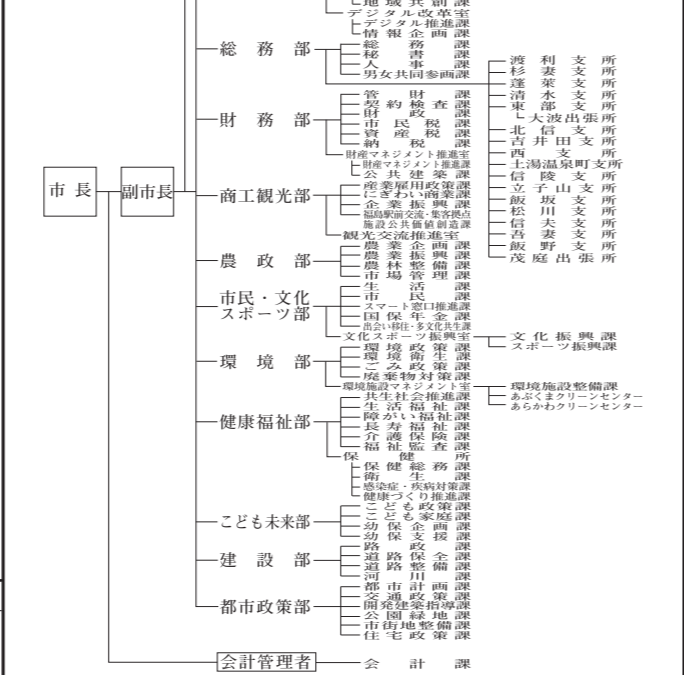 地域共創課
デジタル改革室
デジタル推進課
情報企画課
総務部
総務課
秘書課
人事課
男女共同参画課
渡利支所
杉妻支所
蓬莱支所
清水支所
東部支所
大波出張所
北信支所
吉井田支所
西支所
土湯温泉町支所
信陵支所
立子山支所
飯坂支所
松川支所
信夫支所
吾妻支所
飯野支所
茂庭出張所
財務部
管財課
契約検査課
財政課
市民税課
資産税課
納税課
財産マネジメント推進室
財産マネジメント推進課
公共建築課
市長
副市長
商工観光部
産業雇用政策課
にぎわい商業課
企業振興課
福島駅前交流・集客拠点
施設公共価値創造課
観光交流推進室
農政部
農業企画課
農業振興課
農林整備課
市場管理課
市民・文化
スポーツ部
生活課
市民課
スマート窓口推進課
国保年金課
出会い移住・多文化共生課
文化スポーツ振興室
文化振興課
スポーツ振興課
環境部
環境政策課
環境衛生課
ごみ政策課
廃棄物対策課
環境施設マネジメント室
環境施設整備課
あぶくまクリーンセンター
あらかわクリーンセンター
健康福祉部
共生社会推進課
生活福祉課
障がい福祉課
長寿福祉課
介護保険課
福祉監査課
保健所
保健総務課
衛生課
感染症・疾病対策課
健康づくり推進課
こども未来部
こども政策課
こども家庭課
幼保企画課
幼保支援課
建設部
路政課
道路保全課
道路整備課
河川課
都市政策部
都市計画課
交通政策課
開発建築指導課
公園緑地課
市街地整備課
住宅政策課
会計管理者
会計課